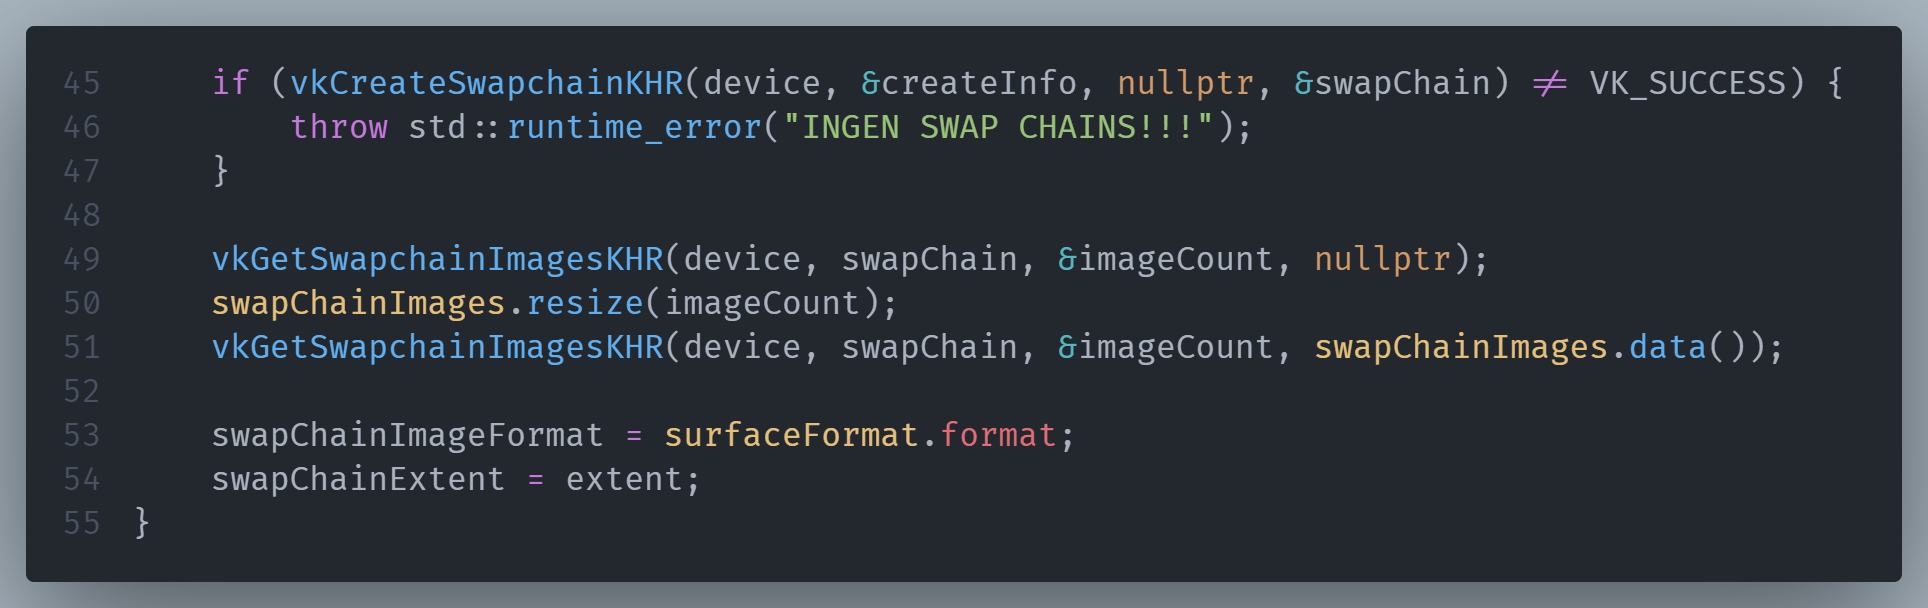 45 if (vkCreateSwapchainKHR(device, &createInfo, nullptr, &swapChain) != VK_SUCCESS) {
46 throw std::runtime_error("INGEN SWAP CHAINS!!!");
47 }
48
49 vkGetSwapchainImagesKHR(device, swapChain, &imageCount, nullptr);
50 swapChainImages.resize(imageCount);
51 vkGetSwapchainImagesKHR(device, swapChain, &imageCount, swapChainImages.data());
52
53 swapChainImageFormat = surfaceFormat.format;
54 swapChainExtent = extent;
55 }